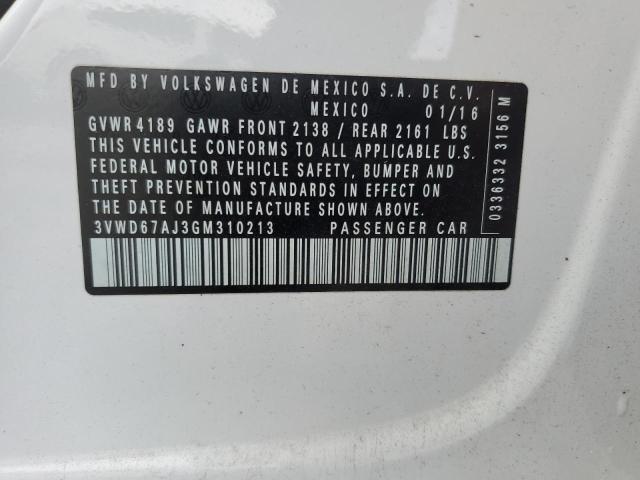 MFD BY VOLKSWAGEN DE MEXICO S.A. DE C.V.
MEXICO 01/16
GVWR 4189 GAWR FRONT 2138 / REAR 2161 LBS
THIS VEHICLE CONFORMS TO ALL APPLICABLE U.S.
FEDERAL MOTOR VEHICLE SAFETY, BUMPER AND
THEFT PREVENTION STANDARDS IN EFFECT ON
THE DATE OF MANUFACTURE SHOWN ABOVE.
3VWD67AJ3GM310213 PASSENGER CAR
0336332 3156 M